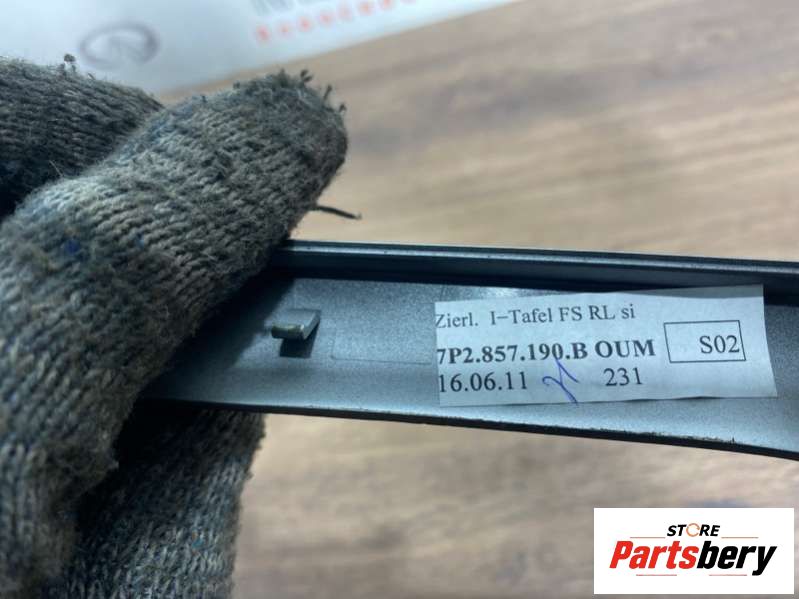 Zierl. I-Tafel FS RL si
7P2.857.190.B OUM
S02
16.06.11
231
STORE
Partsbery